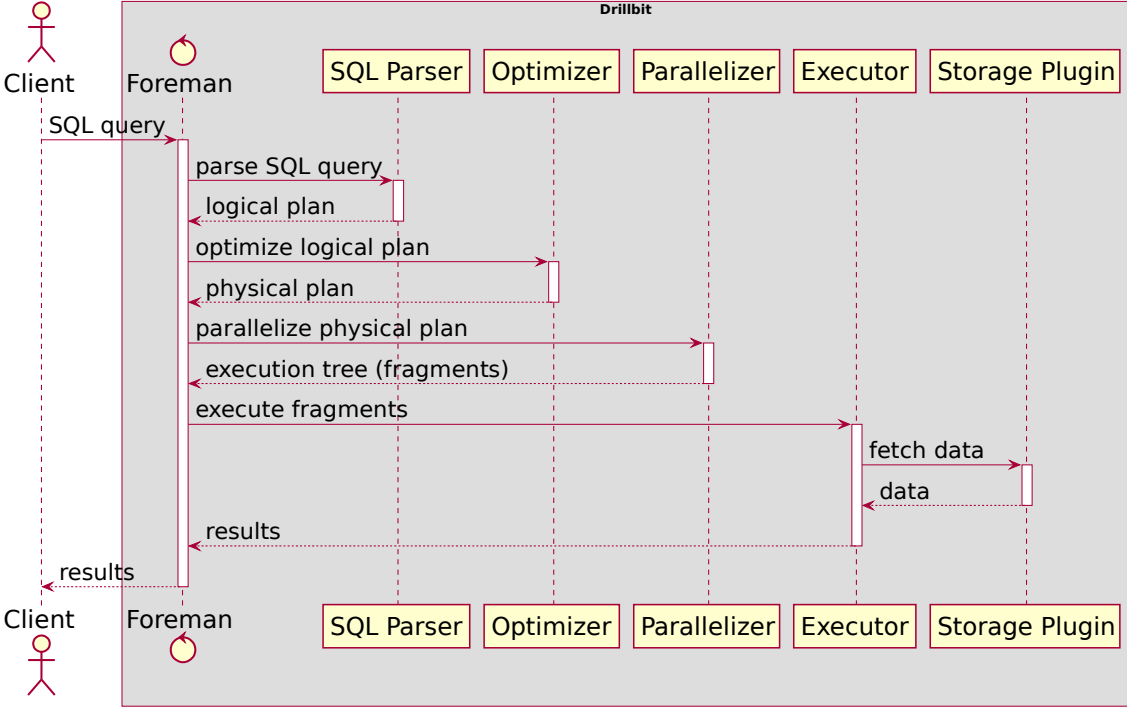 Drillbit
Client
Foreman
SQL Parser
Optimizer
Parallelizer
Executor
Storage Plugin
SQL query
parse SQL query
logical plan
optimize logical plan
physical plan
parallelize physical plan
execution tree (fragments)
execute fragments
fetch data
data
results
results
Client
Foreman
SQL Parser
Optimizer
Parallelizer
Executor
Storage Plugin